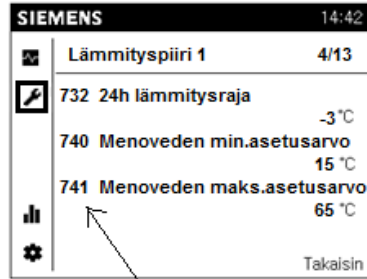 SIEMENS 14:42
Lämmityspiiri 1 4/13
732 24h lämmitysraja
-3 °C
740 Menoveden min.asetusarvo
15 °C
741 Menoveden maks.asetusarvo
65 °C
Takaisin